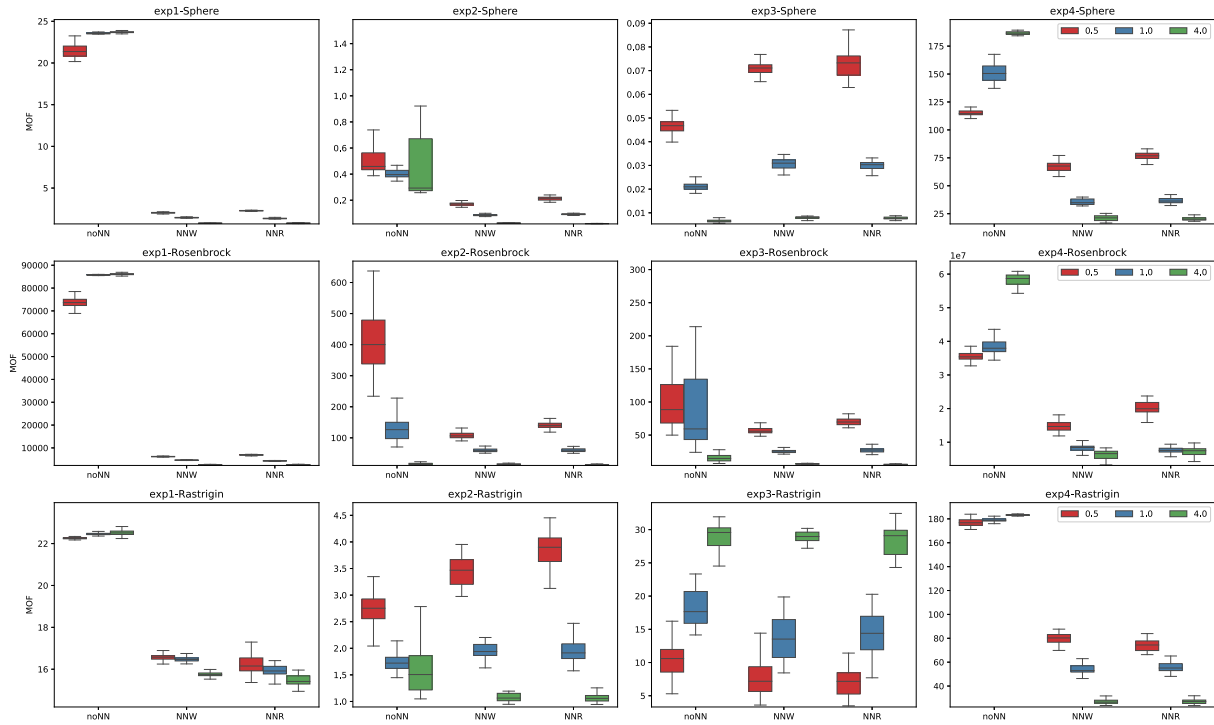 exp1-Sphere
exp2-Sphere
exp3-Sphere
exp4-Sphere
MOF
25
20
15
10
5
noNN NNW NNR
1.4
1.2
1.0
0.8
0.6
0.4
0.2
noNN NNW NNR
0.09
0.08
0.07
0.06
0.05
0.04
0.03
0.02
0.01
noNN NNW NNR
175
150
125
100
75
50
25
0.5 1.0 4.0
noNN NNW NNR
exp1-Rosenbrock
exp2-Rosenbrock
exp3-Rosenbrock
exp4-Rosenbrock
MOF
90000
80000
70000
60000
50000
40000
30000
20000
10000
noNN NNW NNR
600
500
400
300
200
100
noNN NNW NNR
300
250
200
150
100
50
noNN NNW NNR
1e7
6
5
4
3
2
1
0.5 1.0 4.0
noNN NNW NNR
exp1-Rastrigin
exp2-Rastrigin
exp3-Rastrigin
exp4-Rastrigin
MOF
22
20
18
16
noNN NNW NNR
4.5
4.0
3.5
3.0
2.5
2.0
1.5
1.0
noNN NNW NNR
30
25
20
15
10
5
noNN NNW NNR
180
160
140
120
100
80
60
40
0.5 1.0 4.0
noNN NNW NNR